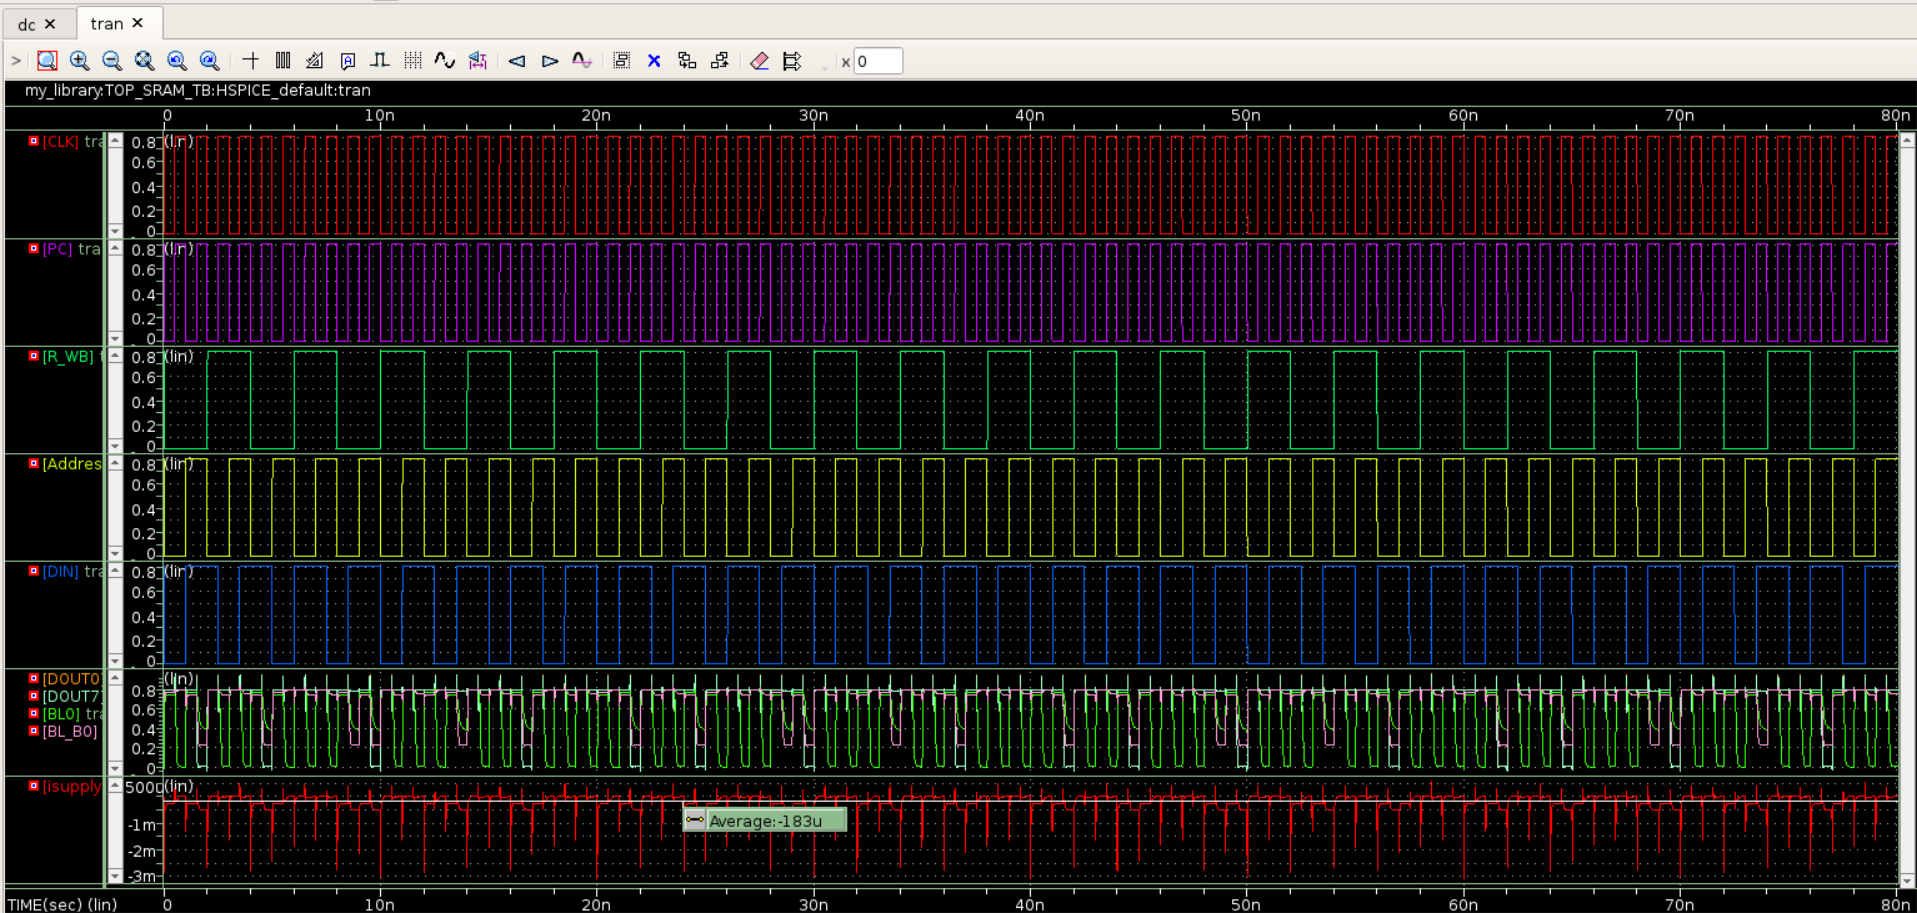 dc ✕ tran ✕
> x 0
my_library:TOP_SRAM_TB:HSPICE_default:tran
0 10n 20n 30n 40n 50n 60n 70n 80n
[CLK] tra 0.8 (lin)
0.6
0.4
0.2
0
[PC] tra 0.8 (lin)
0.6
0.4
0.2
0
[R_WB] t 0.8 (lin)
0.6
0.4
0.2
0
[Addres 0.8 (lin)
0.6
0.4
0.2
0
[DIN] tra 0.8 (lin)
0.6
0.4
0.2
0
[DOUT0] (lin)
[DOUT7] 0.8
[BL0] tra 0.6
[BL_B0] 0.4
0.2
0
[isupply 500u (lin)
Average:-183u
-1m
-2m
-3m
TIME(sec) (lin) 0 10n 20n 30n 40n 50n 60n 70n 80n